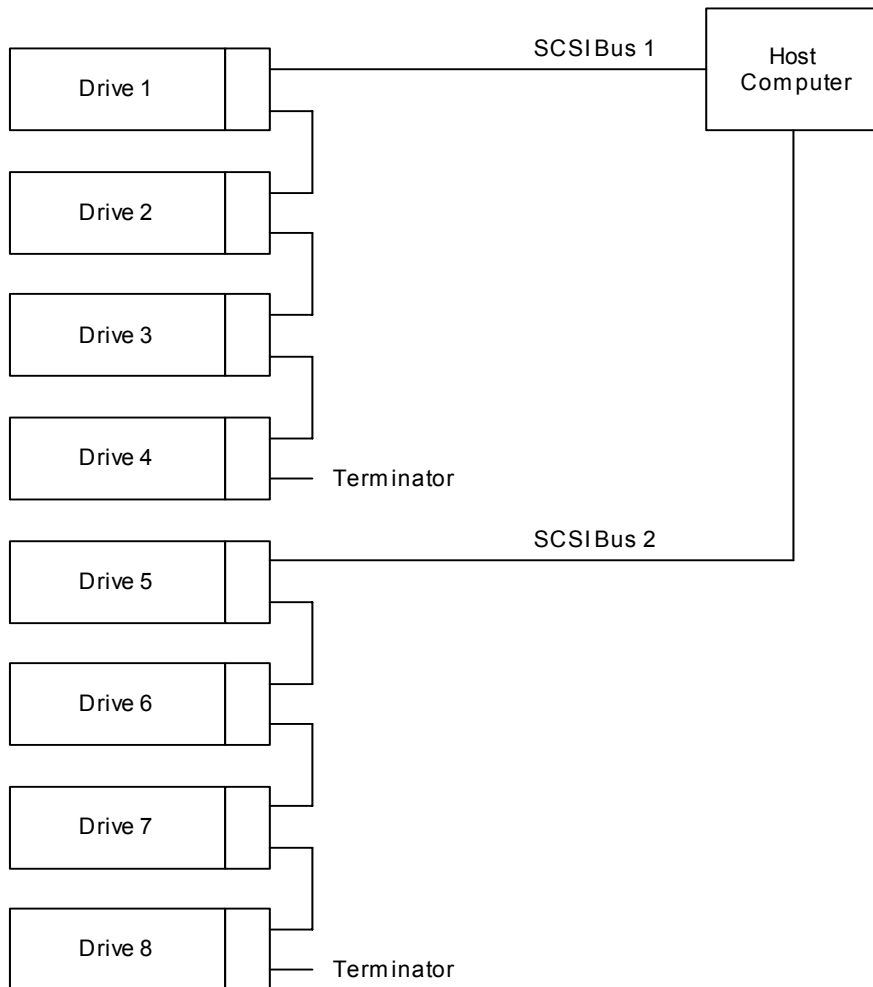 SCSI Bus 1
Host
Computer
Drive 1
Drive 2
Drive 3
Drive 4
Terminator
SCSI Bus 2
Drive 5
Drive 6
Drive 7
Drive 8
Terminator